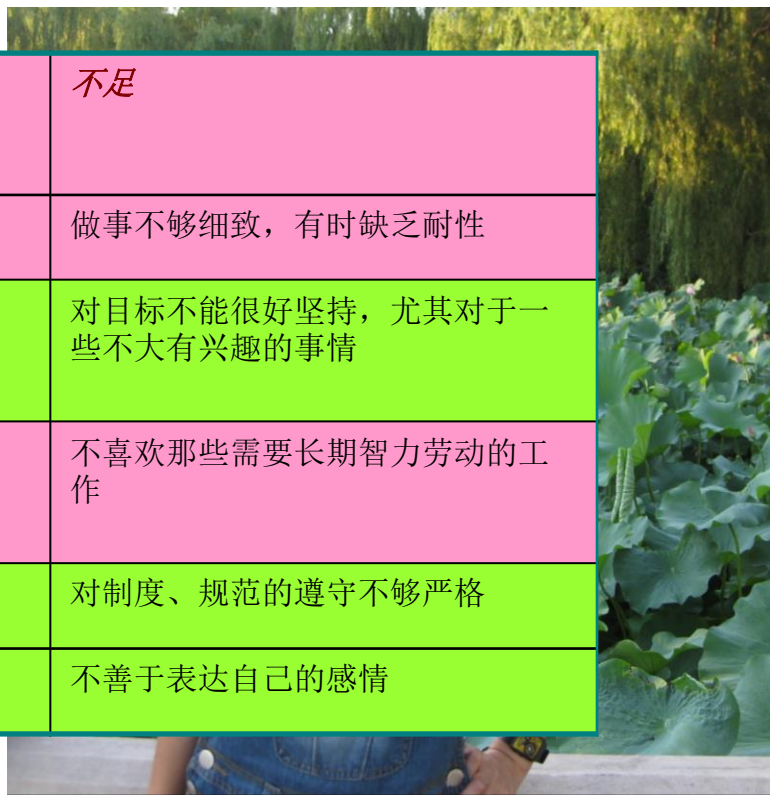 不足
做事不够细致，有时缺乏耐性
对目标不能很好坚持，尤其对于一
些不大有兴趣的事情
不喜欢那些需要长期智力劳动的工
作
对制度、规范的遵守不够严格
不善于表达自己的感情